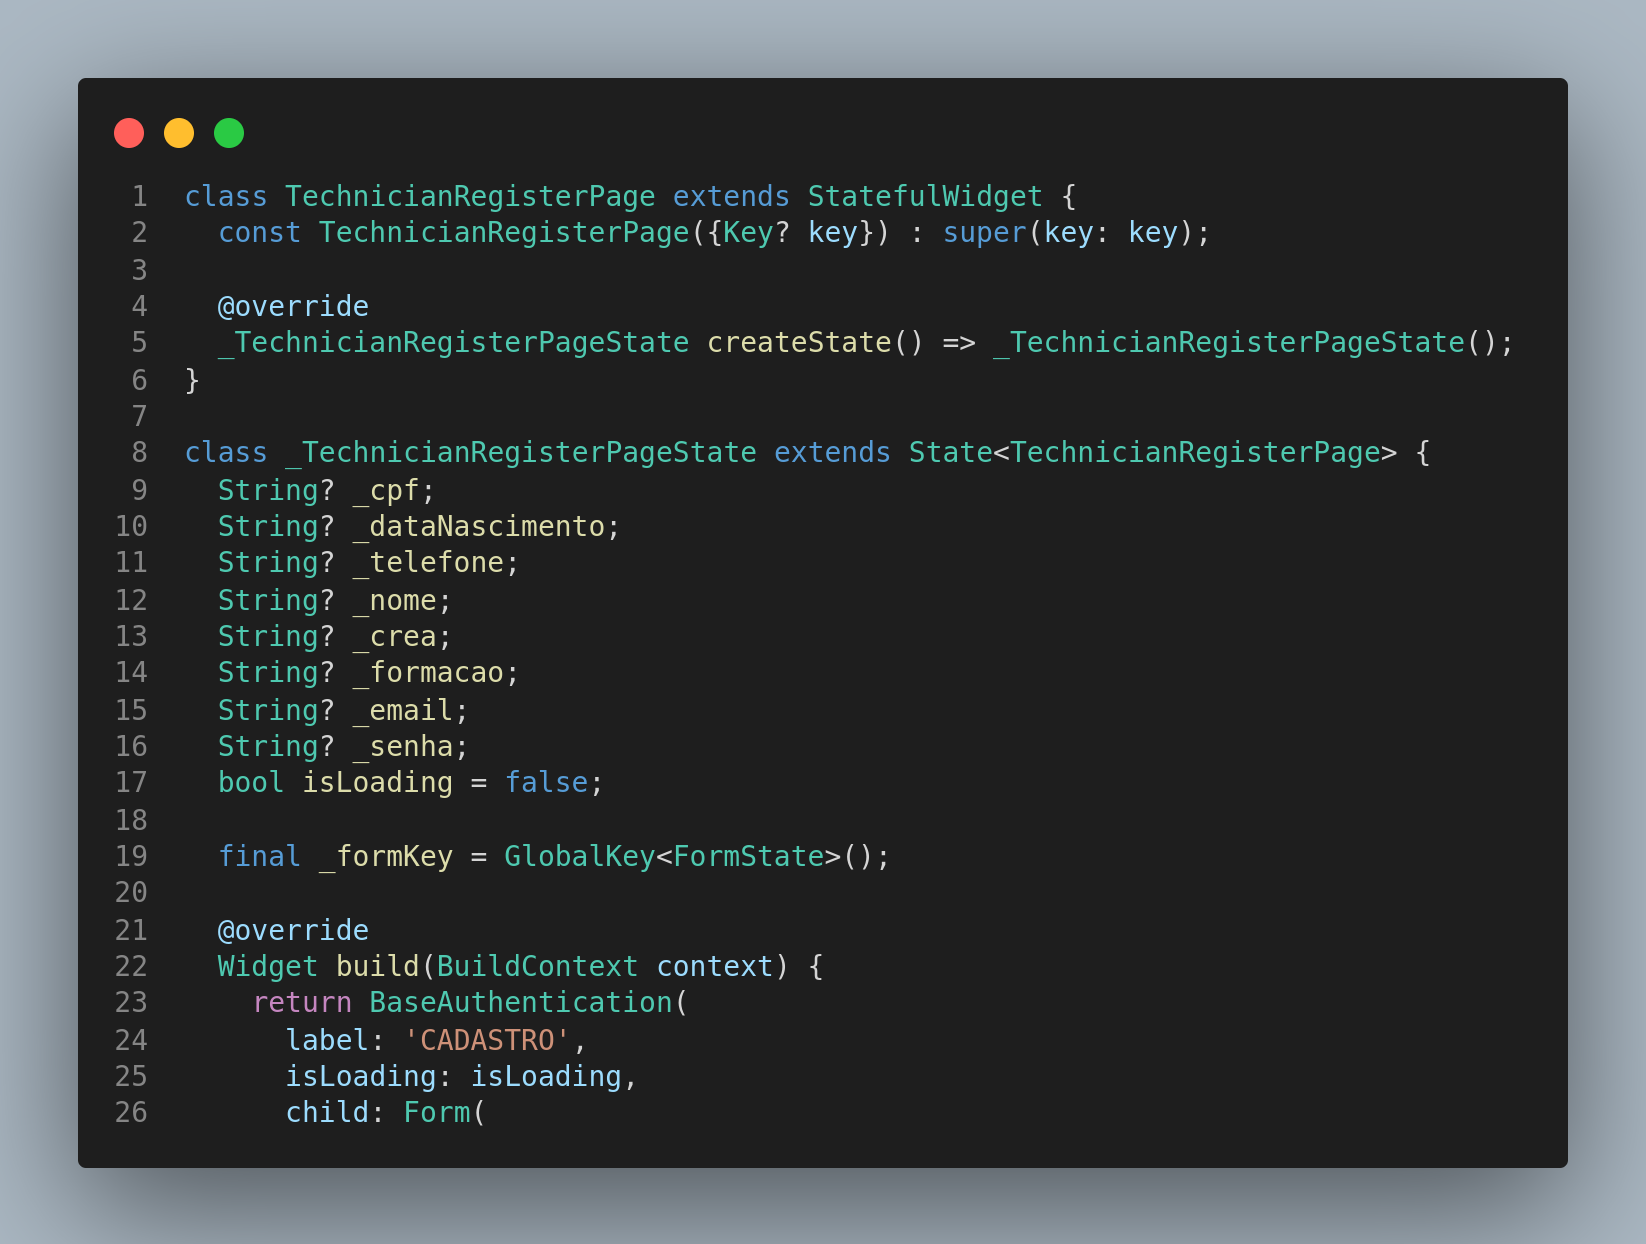 1 class TechnicianRegisterPage extends StatefulWidget {
2   const TechnicianRegisterPage({Key? key}) : super(key: key);
3
4   @override
5   _TechnicianRegisterPageState createState() => _TechnicianRegisterPageState();
6 }
7
8 class _TechnicianRegisterPageState extends State<TechnicianRegisterPage> {
9   String? _cpf;
10   String? _dataNascimento;
11   String? _telefone;
12   String? _nome;
13   String? _crea;
14   String? _formacao;
15   String? _email;
16   String? _senha;
17   bool isLoading = false;
18
19   final _formKey = GlobalKey<FormState>();
20
21   @override
22   Widget build(BuildContext context) {
23     return BaseAuthentication(
24       label: 'CADASTRO',
25       isLoading: isLoading,
26       child: Form(